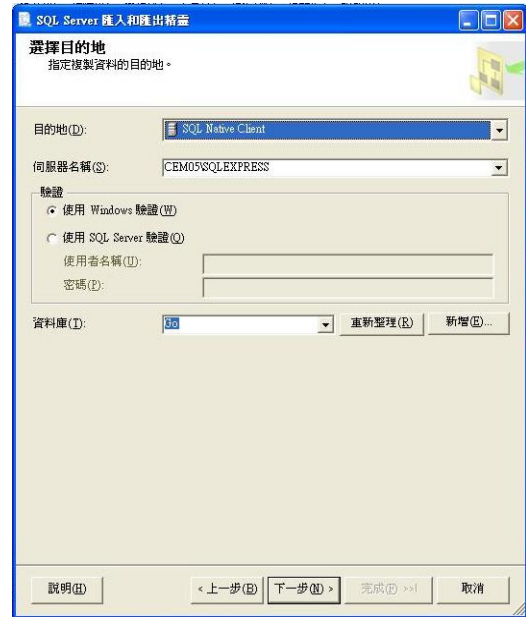 SQL Server 匯入和匯出精靈
選擇目的地
指定複製資料的目的地。
目的地(D):
SQL Native Client
伺服器名稱(S):
CEM05\SQLEXPRESS
驗證
使用 Windows 驗證(W)
使用 SQL Server 驗證(Q)
使用者名稱(U):
密碼(P):
資料庫(T):
Go
重新整理(R)
新增(E)...
說明(H)
< 上一步(B)
下一步(N) >
完成(F) >>|
取消